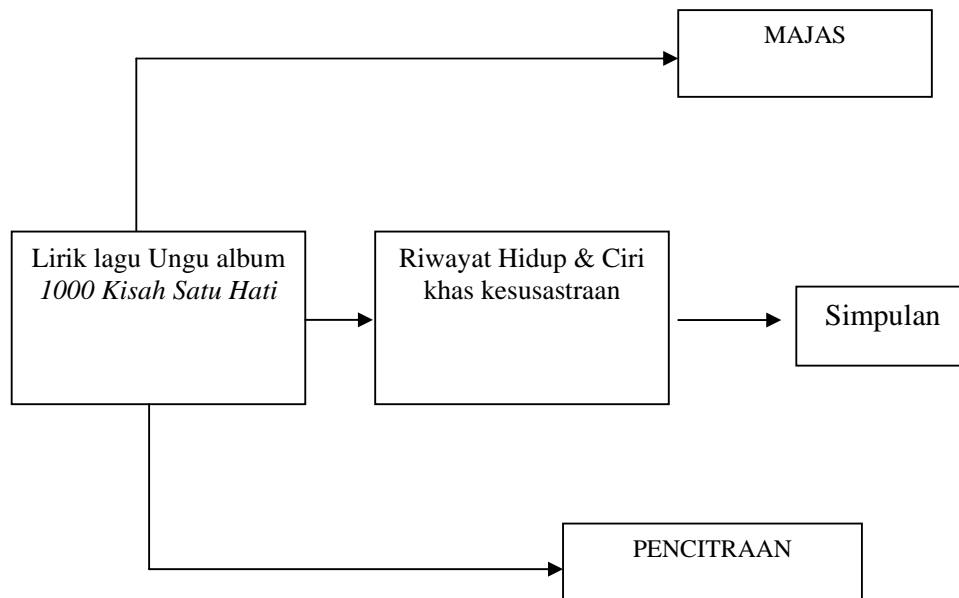 MAJAS
Lirik lagu Ungu album
1000 Kisah Satu Hati
Riwayat Hidup & Ciri
khas kesusastraan
Simpulan
PENCITRAAN